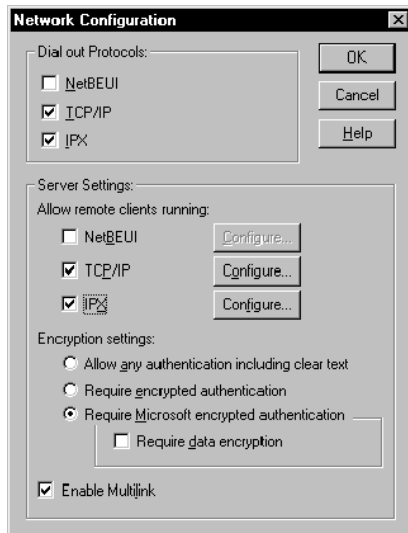 Network Configuration
Dial out Protocols:
NetBEUI
TCP/IP
IPX
OK
Cancel
Help
Server Settings:
Allow remote clients running:
NetBEUI
Configure...
TCP/IP
Configure...
IPX
Configure...
Encryption settings:
Allow any authentication including clear text
Require encrypted authentication
Require Microsoft encrypted authentication
Require data encryption
Enable Multilink